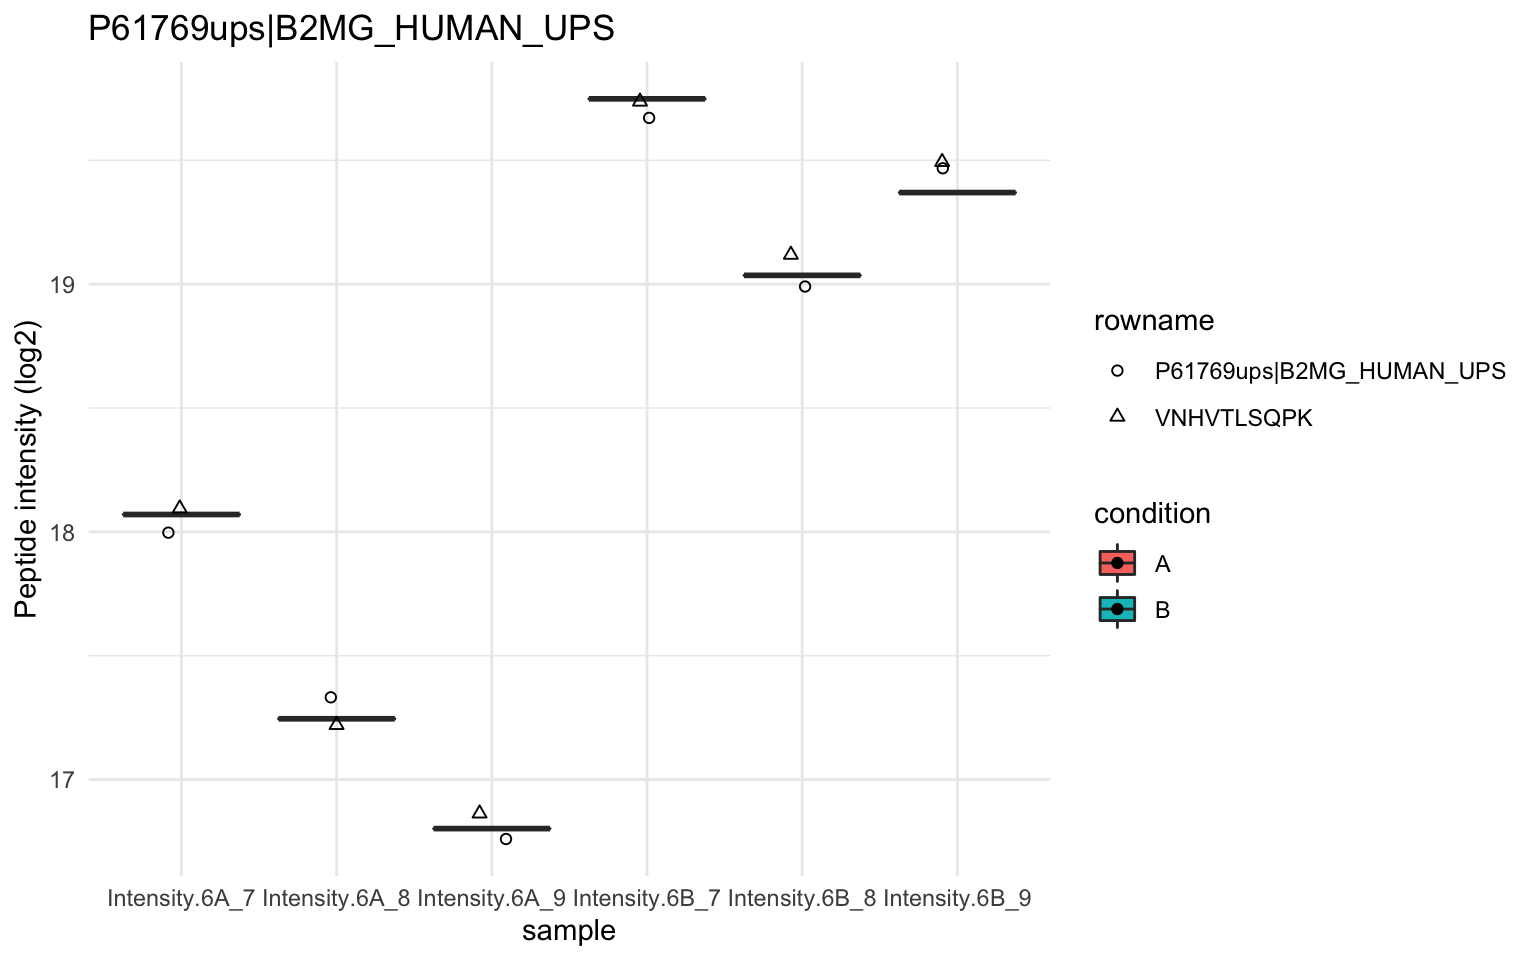 P61769ups|B2MG_HUMAN_UPS
Peptide intensity (log2)
19
18
17
Intensity.6A_7 Intensity.6A_8 Intensity.6A_9 Intensity.6B_7 Intensity.6B_8 Intensity.6B_9
sample
rowname
P61769ups|B2MG_HUMAN_UPS
VNHVTLSQPK
condition
A
B